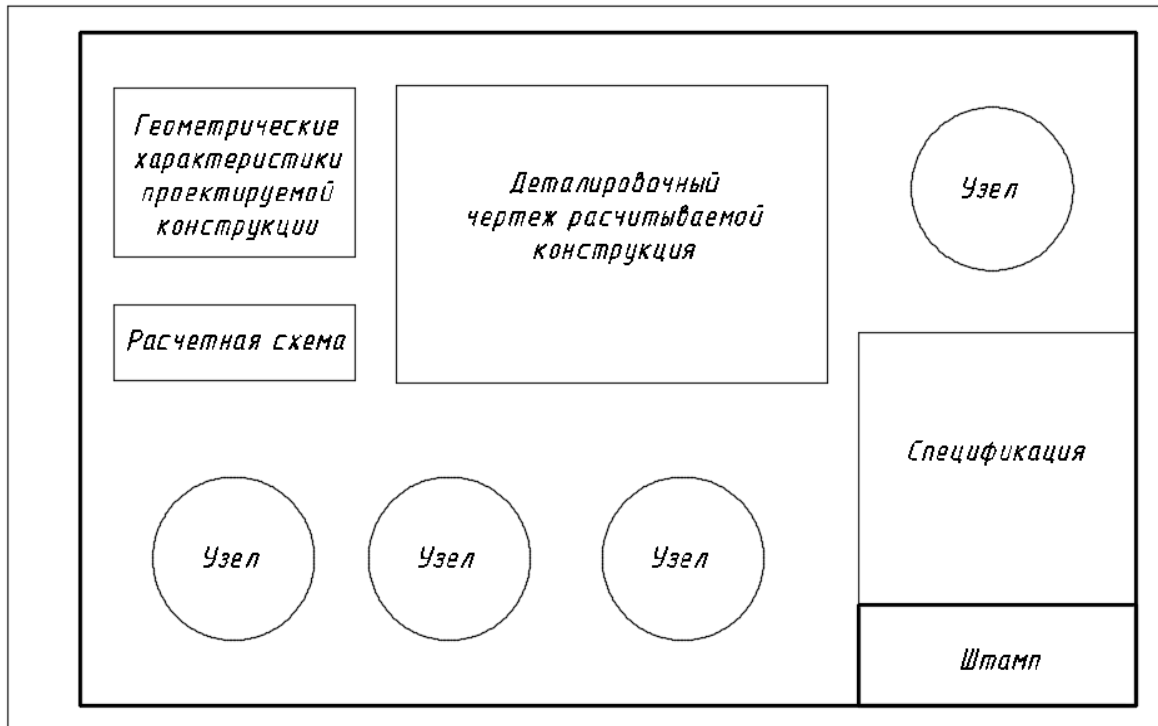 Геометрические
характеристики
проектируемой
конструкции
Деталировочный
чертеж расчитываемой
конструкция
Узел
Расчетная схема
Спецификация
Узел
Узел
Узел
Штамп